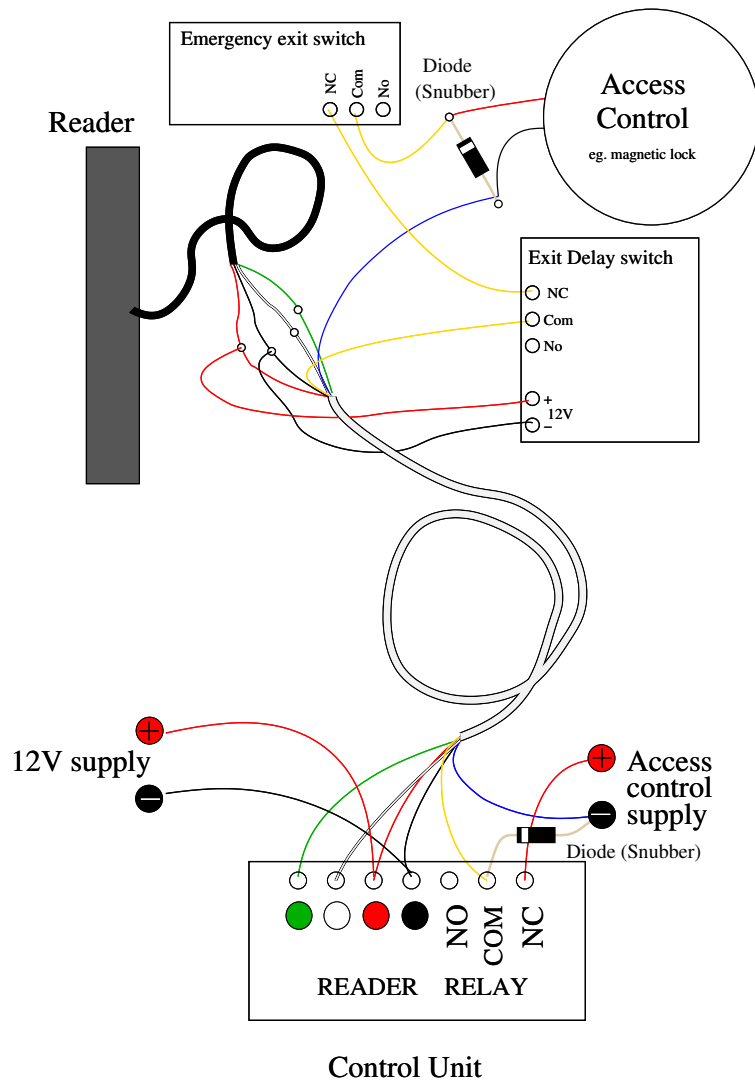 Emergency exit switch
NC
Com
No
Diode
(Snubber)
Access
Control
eg. magnetic lock
Reader
Exit Delay switch
NC
Com
No
+
12V
−
+
12V supply
−
+
Access
control
supply
−
Diode (Snubber)
NO
COM
NC
READER
RELAY
Control Unit